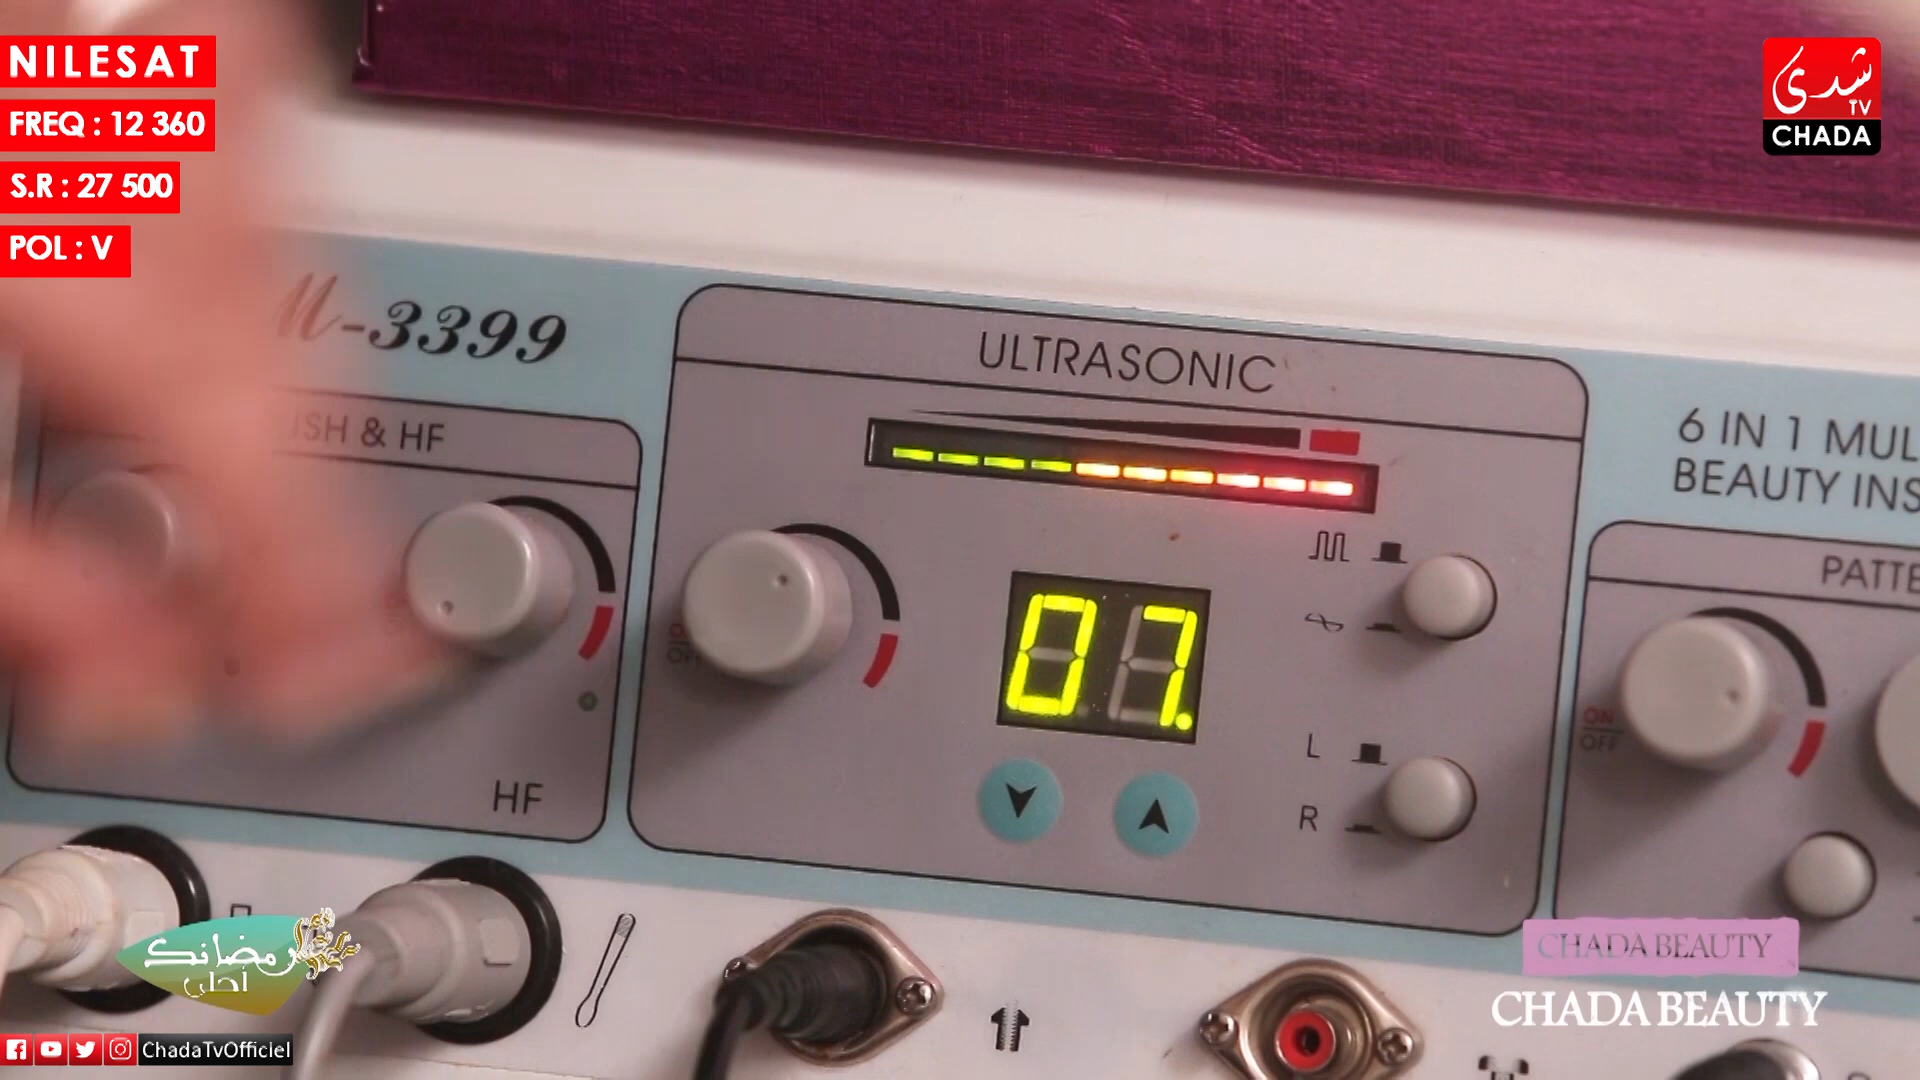 NILESAT
FREQ : 12 360
S.R : 27 500
POL : V
شدى
TV
CHADA
M-3399
ULTRASONIC
6 IN 1 MUL
BEAUTY INS
USH & HF
PATTE
07.
ON
OFF
L
R
HF
رمضانك
أحلى
CHADA BEAUTY
CHADA BEAUTY
ChadaTvOfficiel